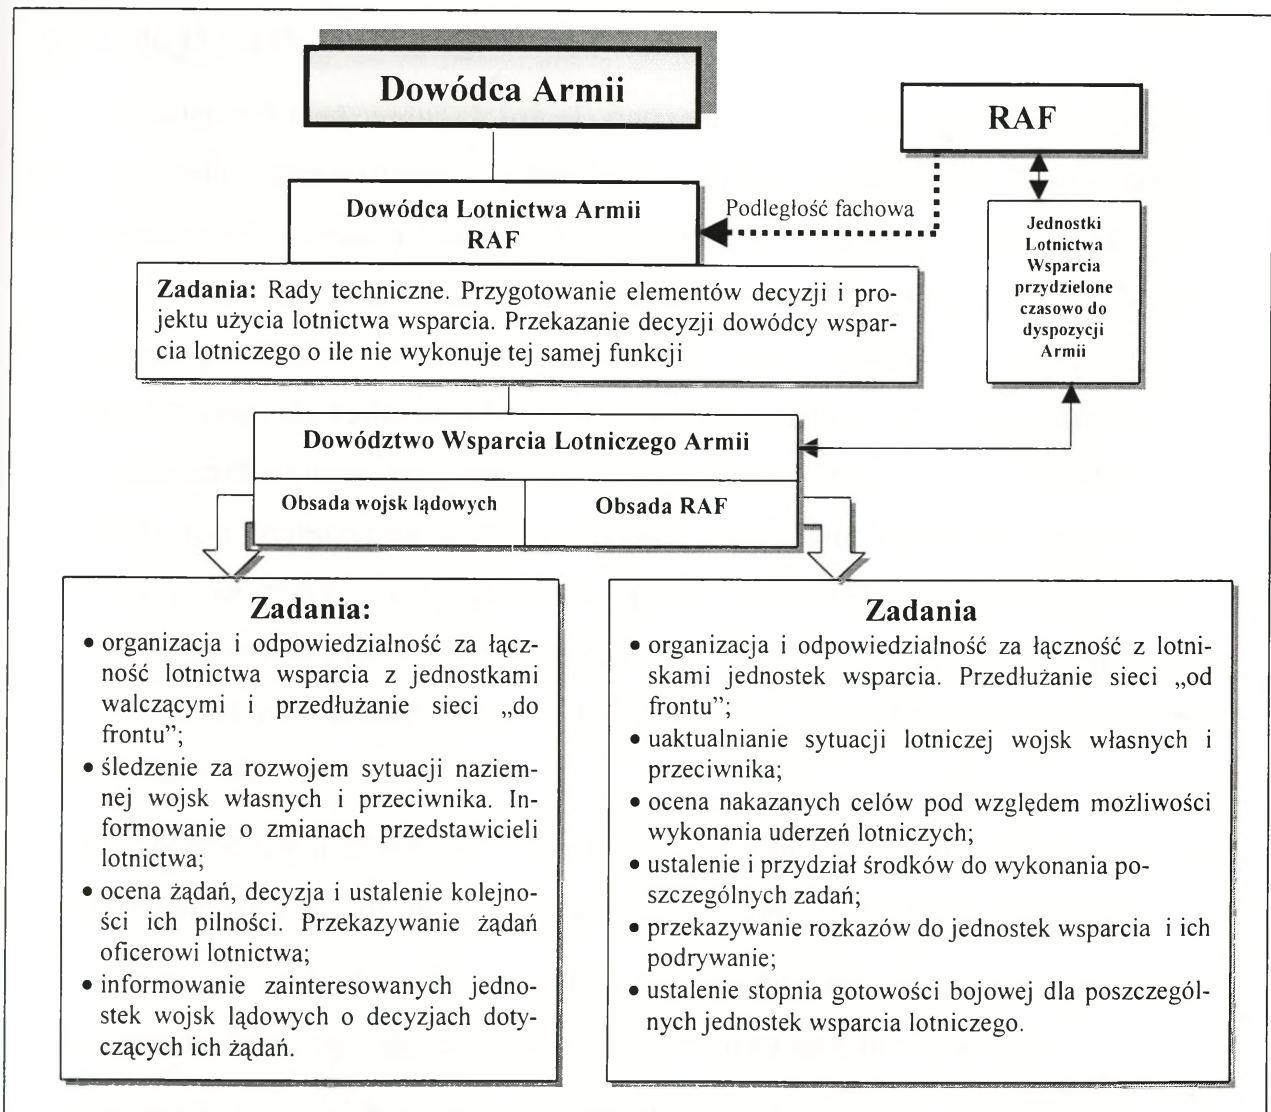 Dowódca Armii
RAF
Dowódca Lotnictwa Armii
RAF
Podległość fachowa
Jednostki
Lotnictwa
Wsparcia
przydzielone
czasowo do
dyspozycji
Armii
Zadania: Rady techniczne. Przygotowanie elementów decyzji i pro-
jektu użycia lotnictwa wsparcia. Przekazanie decyzji dowódcy wspar-
cia lotniczego o ile nie wykonuje tej samej funkcji
Dowództwo Wsparcia Lotniczego Armii
Obsada wojsk lądowych
Obsada RAF
Zadania:
• organizacja i odpowiedzialność za łącz-
ność lotnictwa wsparcia z jednostkami
walczącymi i przedłużanie sieci „do
frontu”;
• śledzenie za rozwojem sytuacji naziem-
nej wojsk własnych i przeciwnika. In-
formowanie o zmianach przedstawicieli
lotnictwa;
• ocena żądań, decyzja i ustalenie kolejno-
ści ich pilności. Przekazywanie żądań
oficerowi lotnictwa;
• informowanie zainteresowanych jedno-
stek wojsk lądowych o decyzjach doty-
czących ich żądań.
Zadania
• organizacja i odpowiedzialność za łączność z lotni-
skami jednostek wsparcia. Przedłużanie sieci „od
frontu”;
• uaktualnianie sytuacji lotniczej wojsk własnych i
przeciwnika;
• ocena nakazanych celów pod względem możliwości
wykonania uderzeń lotniczych;
• ustalenie i przydział środków do wykonania po-
szczególnych zadań;
• przekazywanie rozkazów do jednostek wsparcia i ich
podrywanie;
• ustalenie stopnia gotowości bojowej dla poszczegól-
nych jednostek wsparcia lotniczego.